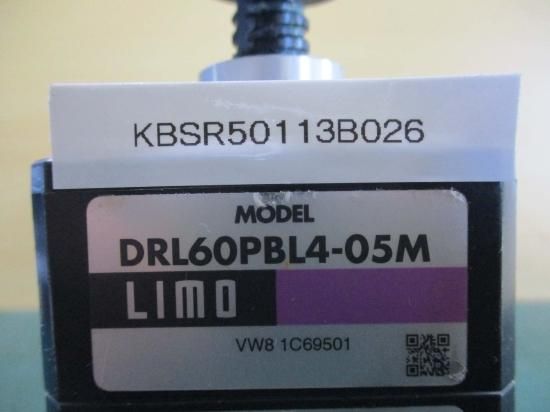 KBSR50113B026
MODEL
DRL60PBL4-05M
LIMO
VW8 1C69501